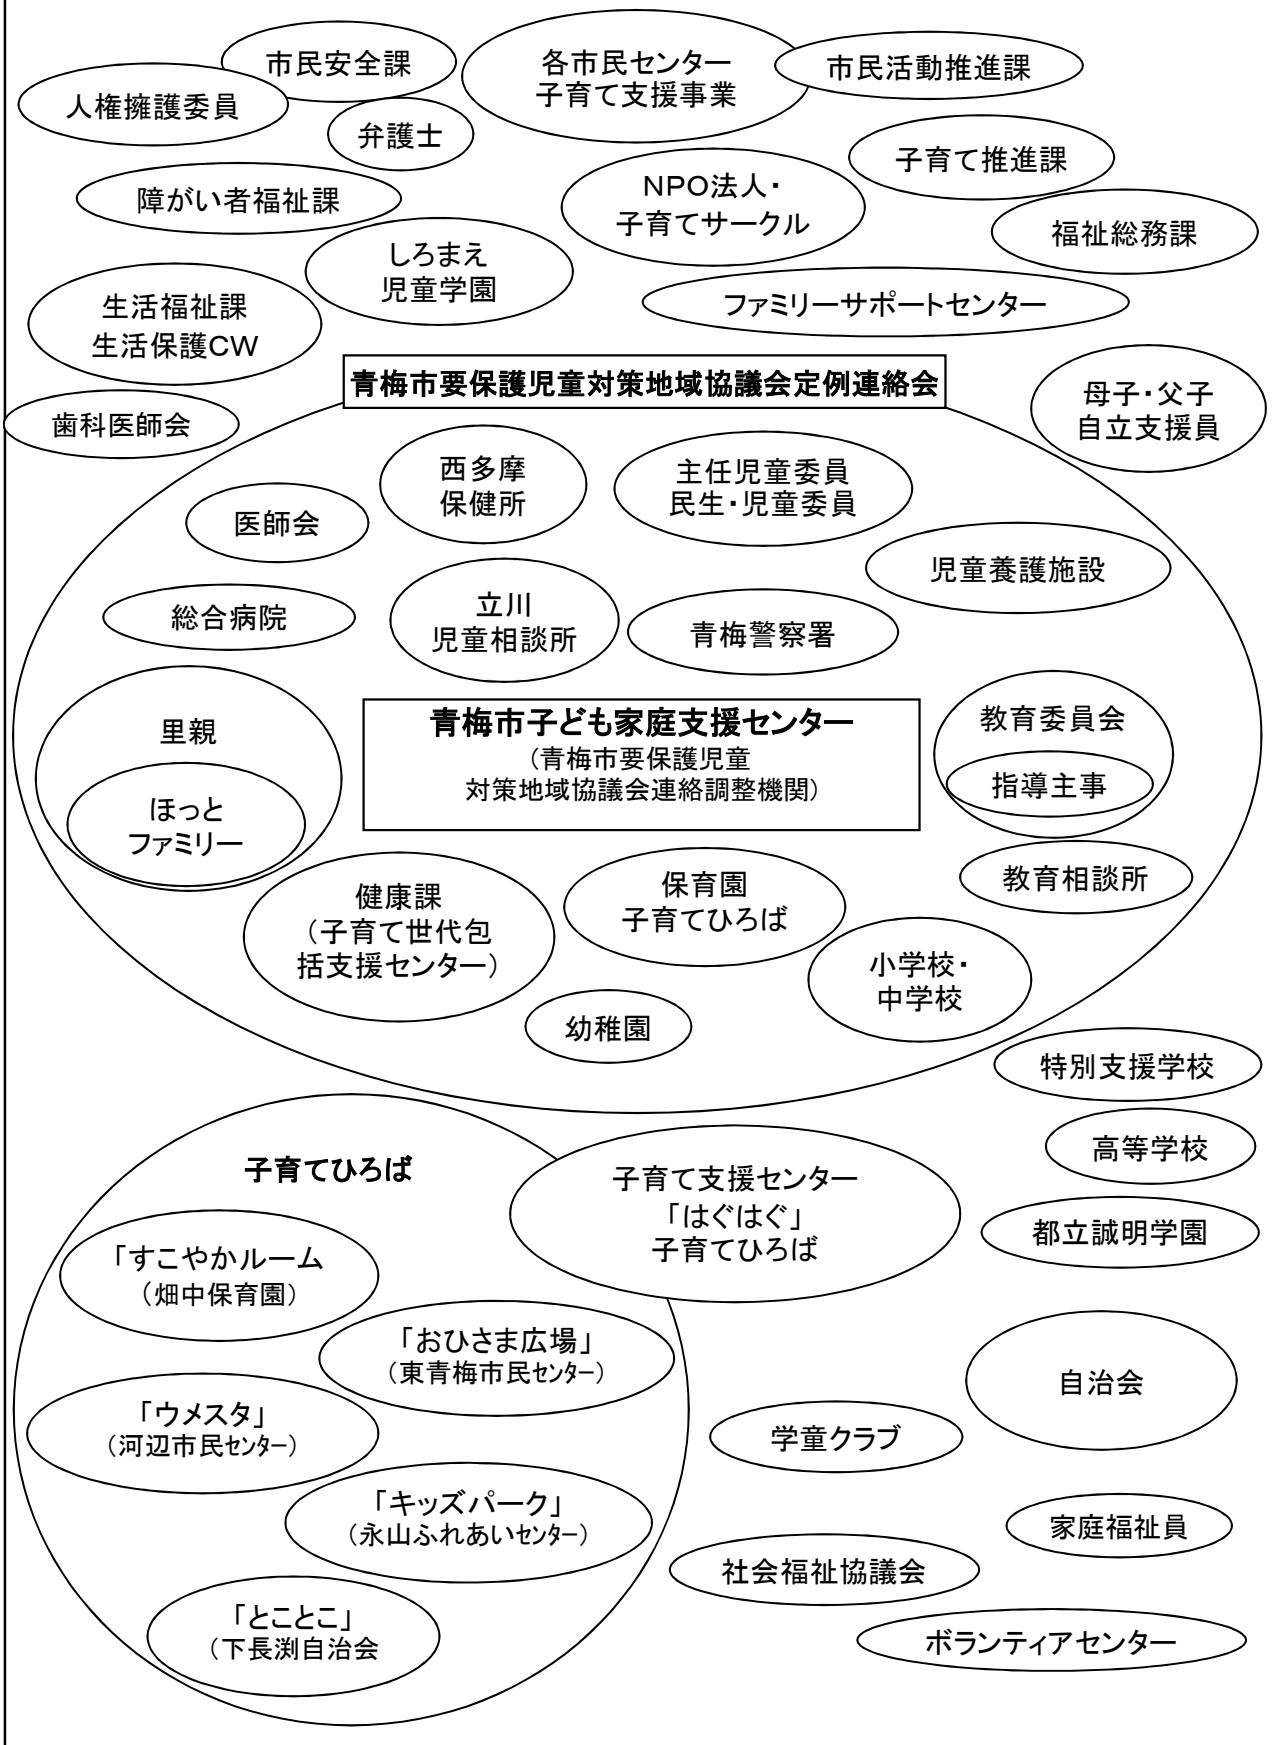 市民安全課
各市民センター
子育て支援事業
市民活動推進課
人権擁護委員
弁護士
子育て推進課
障がい者福祉課
NPO法人・
子育てサークル
福祉総務課
しろまえ
児童学園
生活福祉課
生活保護CW
ファミリーサポートセンター
青梅市要保護児童対策地域協議会定例連絡会
母子・父子
自立支援員
歯科医師会
西多摩
保健所
主任児童委員
民生・児童委員
医師会
児童養護施設
総合病院
立川
児童相談所
青梅警察署
里親
ほっと
ファミリー
青梅市子ども家庭支援センター
(青梅市要保護児童
対策地域協議会連絡調整機関)
教育委員会
指導主事
教育相談所
健康課
(子育て世代包
括支援センター)
保育園
子育てひろば
小学校・
中学校
幼稚園
特別支援学校
高等学校
都立誠明学園
子育てひろば
子育て支援センター
「はぐはぐ」
子育てひろば
「すこやかルーム
(畑中保育園)
「おひさま広場」
(東青梅市民センター)
自治会
「ウメスタ」
(河辺市民センター)
学童クラブ
「キッズパーク」
(永山ふれあいセンター)
家庭福祉員
社会福祉協議会
「とことこ」
(下長渕自治会
ボランティアセンター